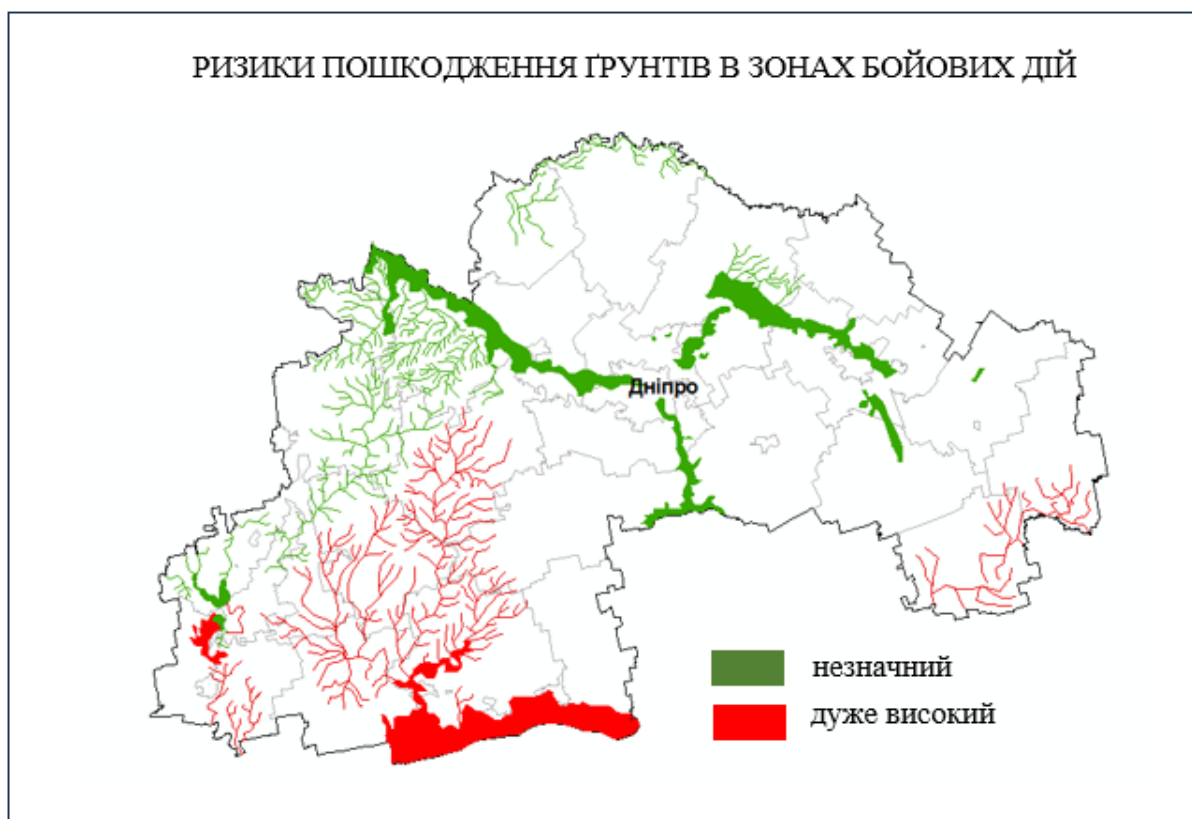 РИЗИКИ ПОШКОДЖЕННЯ ҐРУНТІВ В ЗОНАХ БОЙОВИХ ДІЙ
Дніпро
незначний
дуже високий